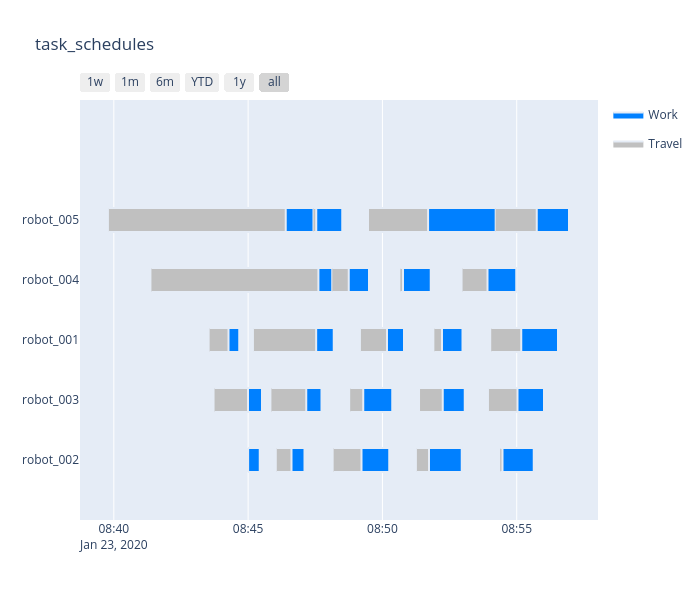 task_schedules
1w 1m 6m YTD 1y all
Work
Travel
robot_005
robot_004
robot_001
robot_003
robot_002
08:40 08:45 08:50 08:55
Jan 23, 2020